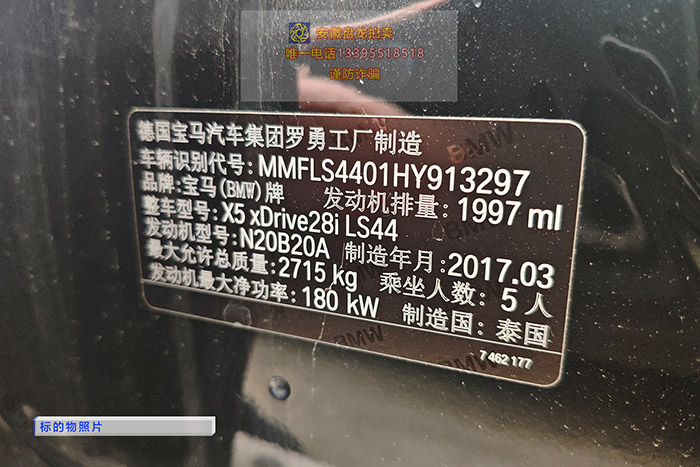 安徽盘龙拍卖
唯一电话13395518518
谨防诈骗
德国宝马汽车集团罗勇工厂制造
BMW
车辆识别代号: MMFLS4401HY913297
品牌: 宝马(BMW)牌 发动机排量: 1997 ml
整车型号: X5 xDrive28i LS44
发动机型号: N20B20A 制造年月: 2017.03
最大允许总质量: 2715 kg 乘坐人数: 5 人
发动机最大净功率: 180 kW 制造国: 泰国
BMW
7 462 177
标的物照片